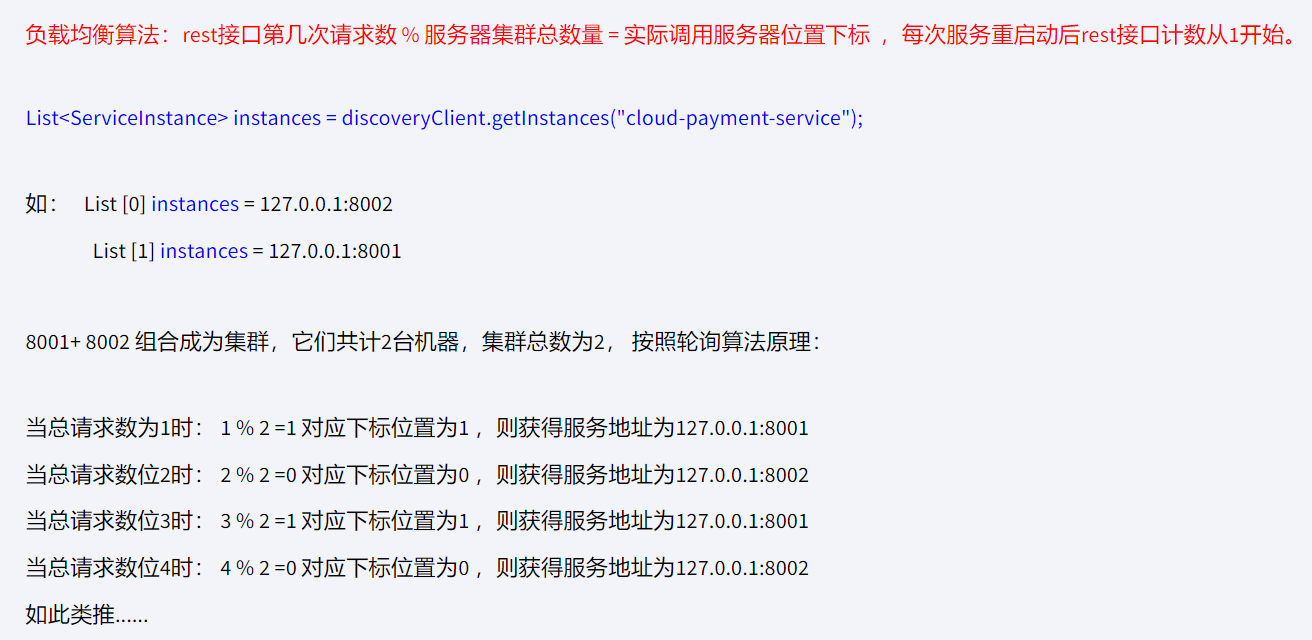 负载均衡算法：rest接口第几次请求数 % 服务器集群总数量 = 实际调用服务器位置下标 ，每次服务重启动后rest接口计数从1开始。
List<ServiceInstance> instances = discoveryClient.getInstances("cloud-payment-service");
如： List [0] instances = 127.0.0.1:8002
List [1] instances = 127.0.0.1:8001
8001+ 8002 组合成为集群，它们共计2台机器，集群总数为2， 按照轮询算法原理：
当总请求数为1时： 1 % 2 =1 对应下标位置为1 ，则获得服务地址为127.0.0.1:8001
当总请求数位2时： 2 % 2 =0 对应下标位置为0 ，则获得服务地址为127.0.0.1:8002
当总请求数位3时： 3 % 2 =1 对应下标位置为1 ，则获得服务地址为127.0.0.1:8001
当总请求数位4时： 4 % 2 =0 对应下标位置为0 ，则获得服务地址为127.0.0.1:8002
如此类推......